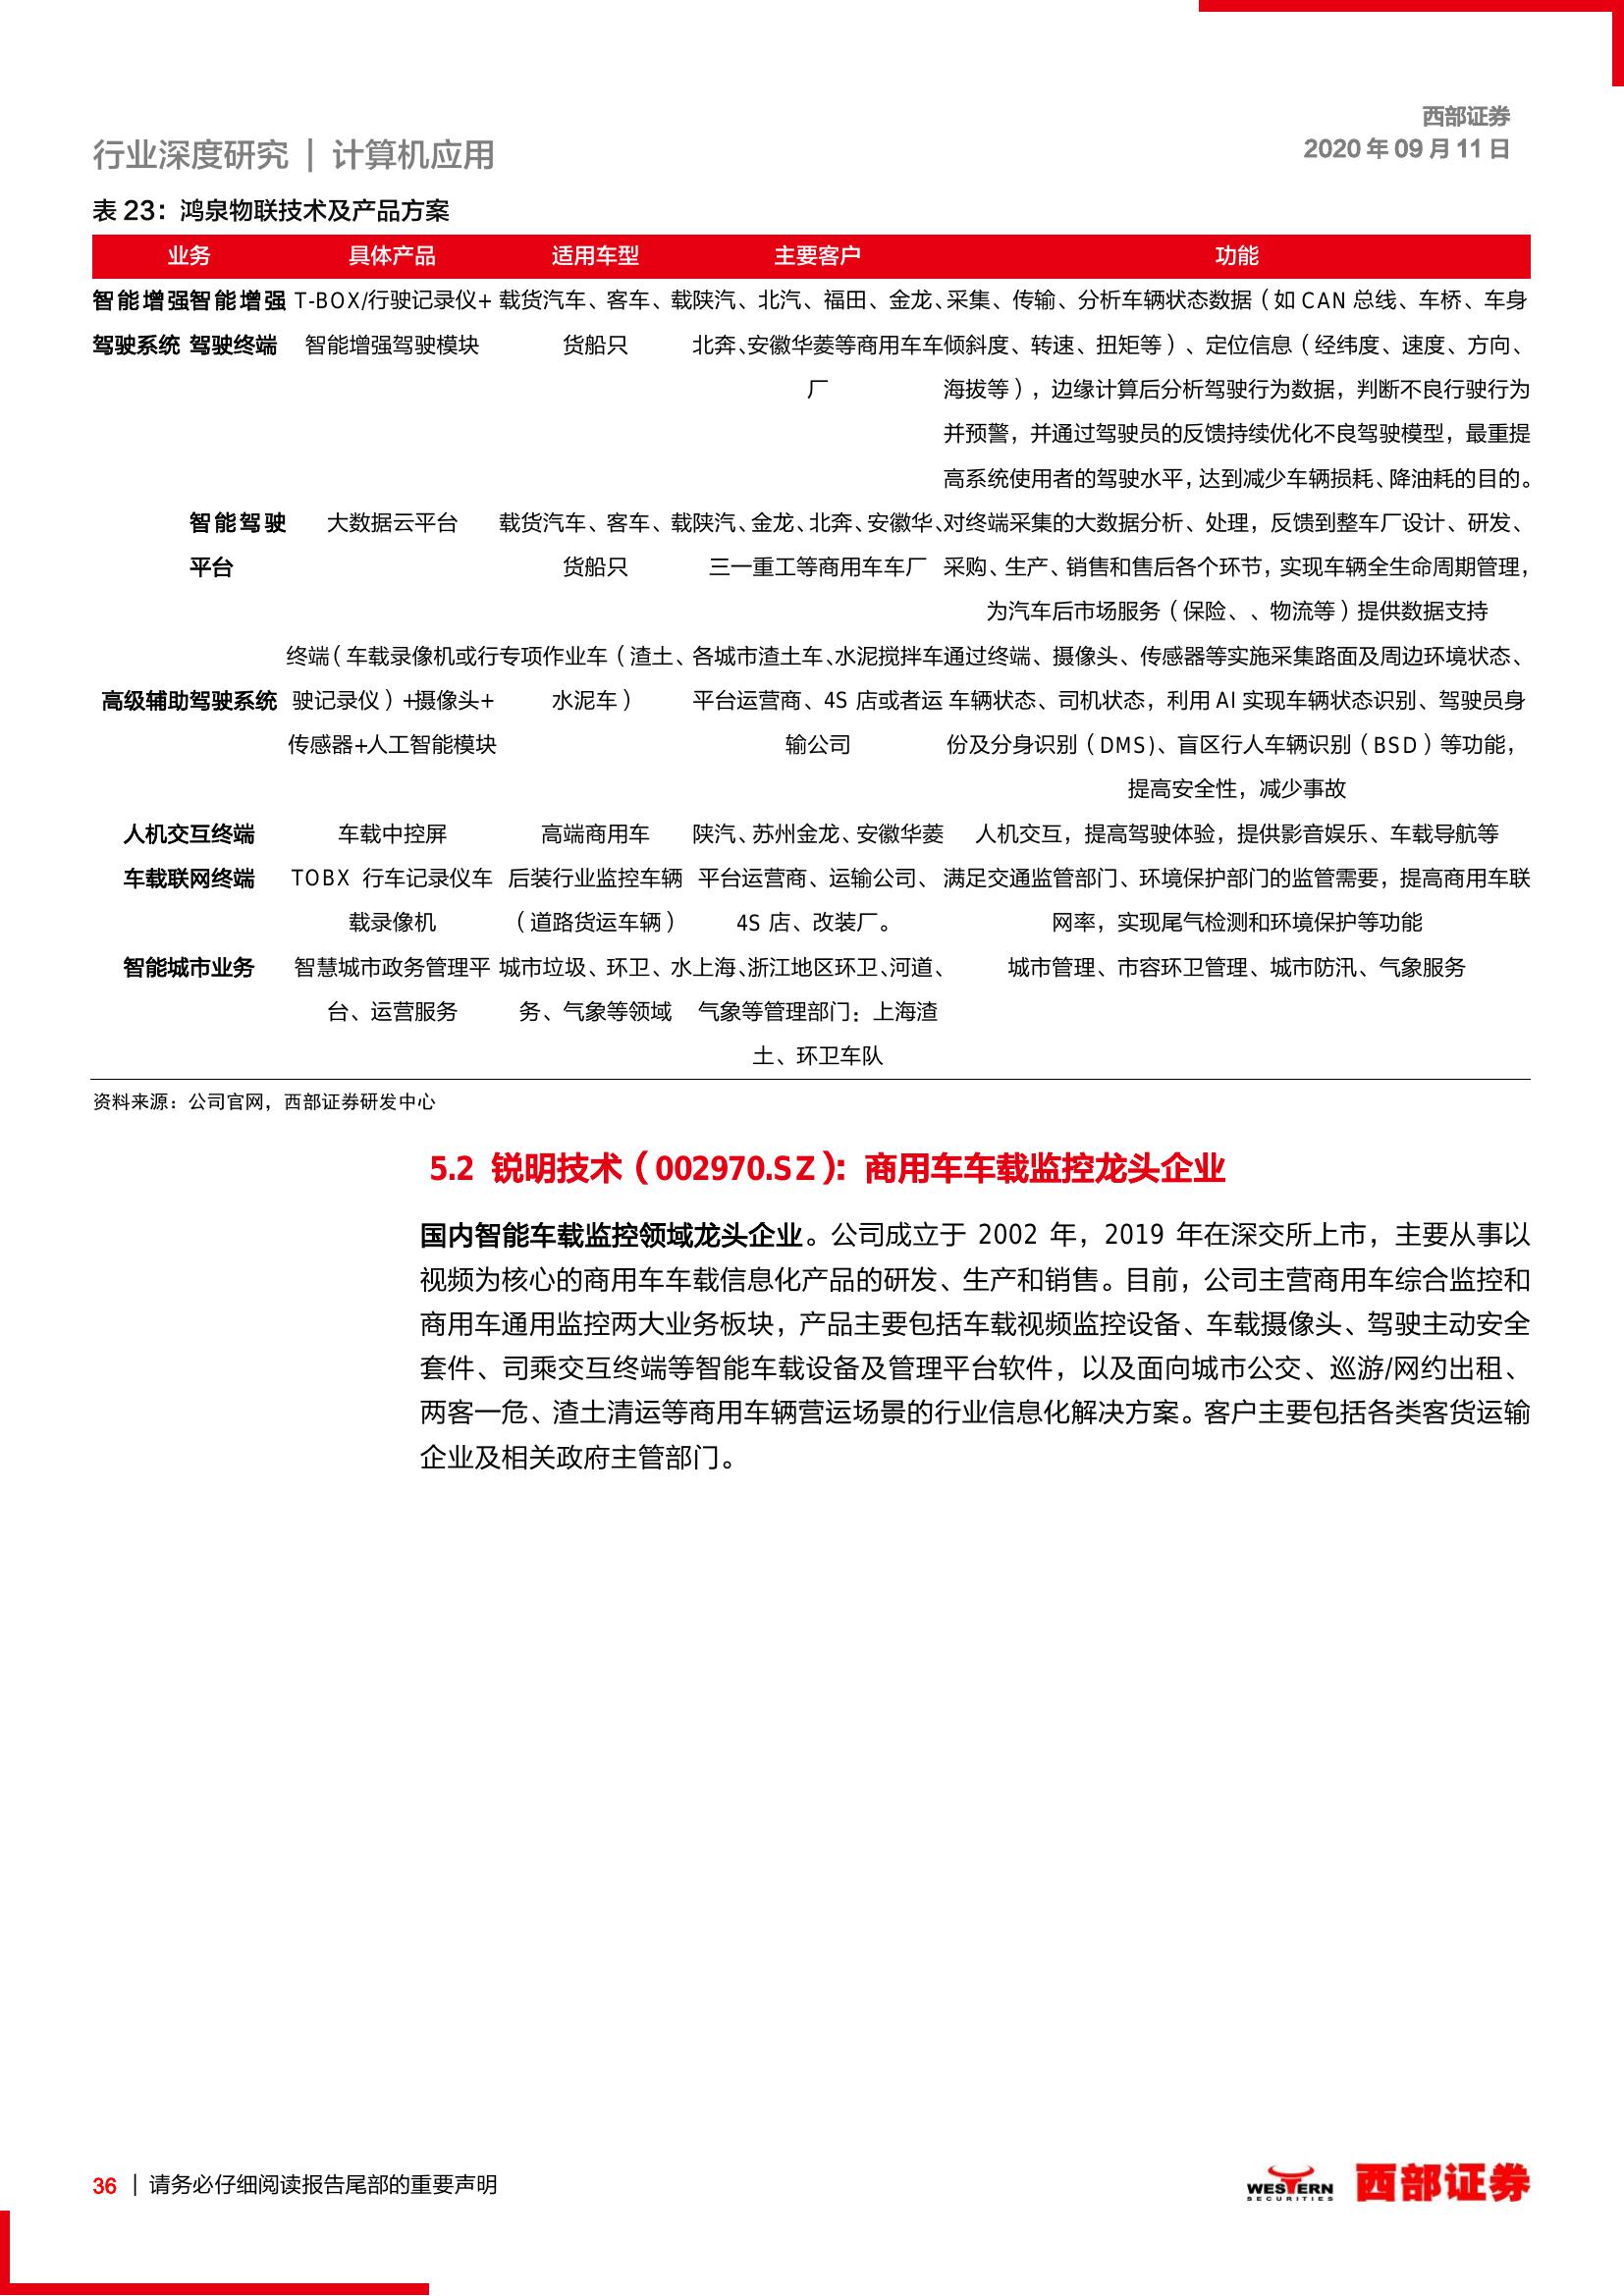 西部证券
行业深度研究 | 计算机应用
2020 年 09 月 11 日
表 23：鸿泉物联技术及产品方案
业务 具体产品 适用车型 主要客户 功能
智能增强智能增强 T-BOX/行驶记录仪+ 载货汽车、客车、载陕汽、北汽、福田、金龙、采集、传输、分析车辆状态数据（如 CAN 总线、车桥、车身
驾驶系统 驾驶终端 智能增强驾驶模块 货船只 北奔、安徽华菱等商用车车倾斜度、转速、扭矩等）、定位信息（经纬度、速度、方向、
厂 海拔等），边缘计算后分析驾驶行为数据，判断不良行驶行为
并预警，并通过驾驶员的反馈持续优化不良驾驶模型，最重提
高系统使用者的驾驶水平，达到减少车辆损耗、降油耗的目的。
智能驾驶 大数据云平台 载货汽车、客车、载陕汽、金龙、北奔、安徽华、对终端采集的大数据分析、处理，反馈到整车厂设计、研发、
平台 货船只 三一重工等商用车车厂 采购、生产、销售和售后各个环节，实现车辆全生命周期管理，
为汽车后市场服务（保险、、物流等）提供数据支持
终端（车载录像机或行专项作业车（渣土、各城市渣土车、水泥搅拌车通过终端、摄像头、传感器等实施采集路面及周边环境状态、
高级辅助驾驶系统 驶记录仪）+摄像头+ 水泥车） 平台运营商、4S 店或者运 车辆状态、司机状态，利用 AI 实现车辆状态识别、驾驶员身
传感器+人工智能模块 输公司 份及分身识别（DMS)、盲区行人车辆识别（BSD）等功能，
提高安全性，减少事故
人机交互终端 车载中控屏 高端商用车 陕汽、苏州金龙、安徽华菱 人机交互，提高驾驶体验，提供影音娱乐、车载导航等
车载联网终端 TOBX 行车记录仪车 后装行业监控车辆 平台运营商、运输公司、 满足交通监管部门、环境保护部门的监管需要，提高商用车联
载录像机 （道路货运车辆） 4S 店、改装厂。 网率，实现尾气检测和环境保护等功能
智能城市业务 智慧城市政务管理平 城市垃圾、环卫、水上海、浙江地区环卫、河道、 城市管理、市容环卫管理、城市防汛、气象服务
台、运营服务 务、气象等领域 气象等管理部门；上海渣
土、环卫车队
资料来源：公司官网，西部证券研发中心
5.2 锐明技术（002970.SZ）：商用车车载监控龙头企业
国内智能车载监控领域龙头企业。公司成立于 2002 年，2019 年在深交所上市，主要从事以
视频为核心的商用车车载信息化产品的研发、生产和销售。目前，公司主营商用车综合监控和
商用车通用监控两大业务板块，产品主要包括车载视频监控设备、车载摄像头、驾驶主动安全
套件、司乘交互终端等智能车载设备及管理平台软件，以及面向城市公交、巡游/网约出租、
两客一危、渣土清运等商用车辆营运场景的行业信息化解决方案。客户主要包括各类客货运输
企业及相关政府主管部门。
36 | 请务必仔细阅读报告尾部的重要声明
WESTERN
SECURITIES
西部证券